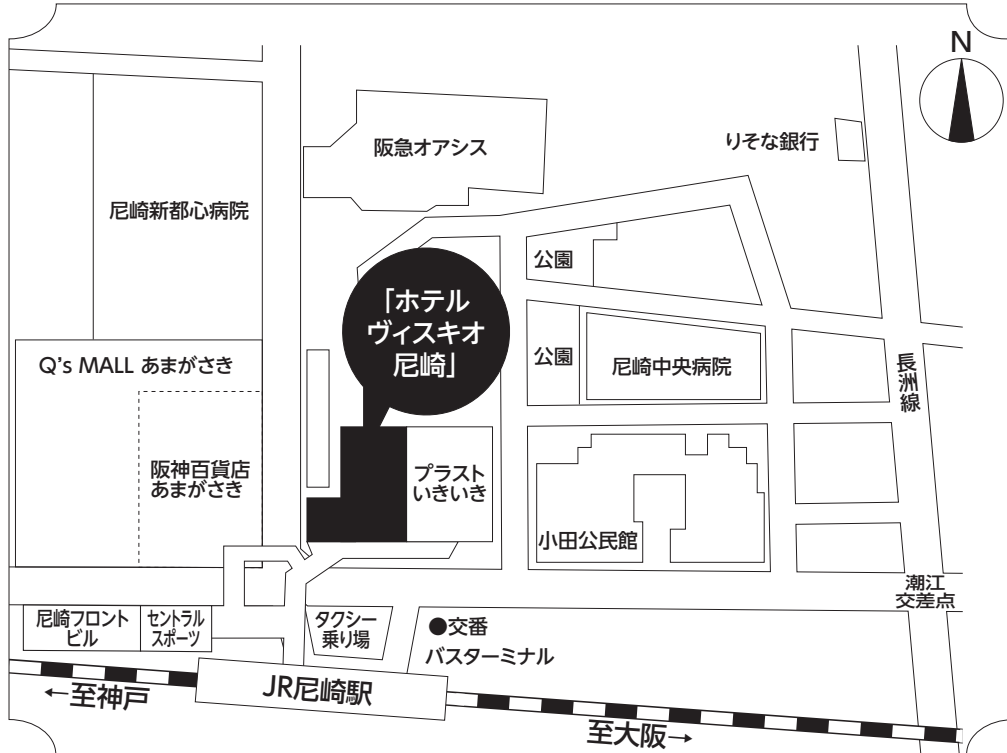 N
阪急オアシス
りそな銀行
尼崎新都心病院
公園
「ホテル
ヴィスキオ
尼崎」
Q's MALL あまがさき
公園
尼崎中央病院
長洲線
阪神百貨店
あまがさき
プラスト
いきいき
小田公民館
潮江
交差点
尼崎フロント
ビル
セントラル
スポーツ
タクシー
乗り場
●交番
バスターミナル
JR尼崎駅
←至神戸
至大阪→